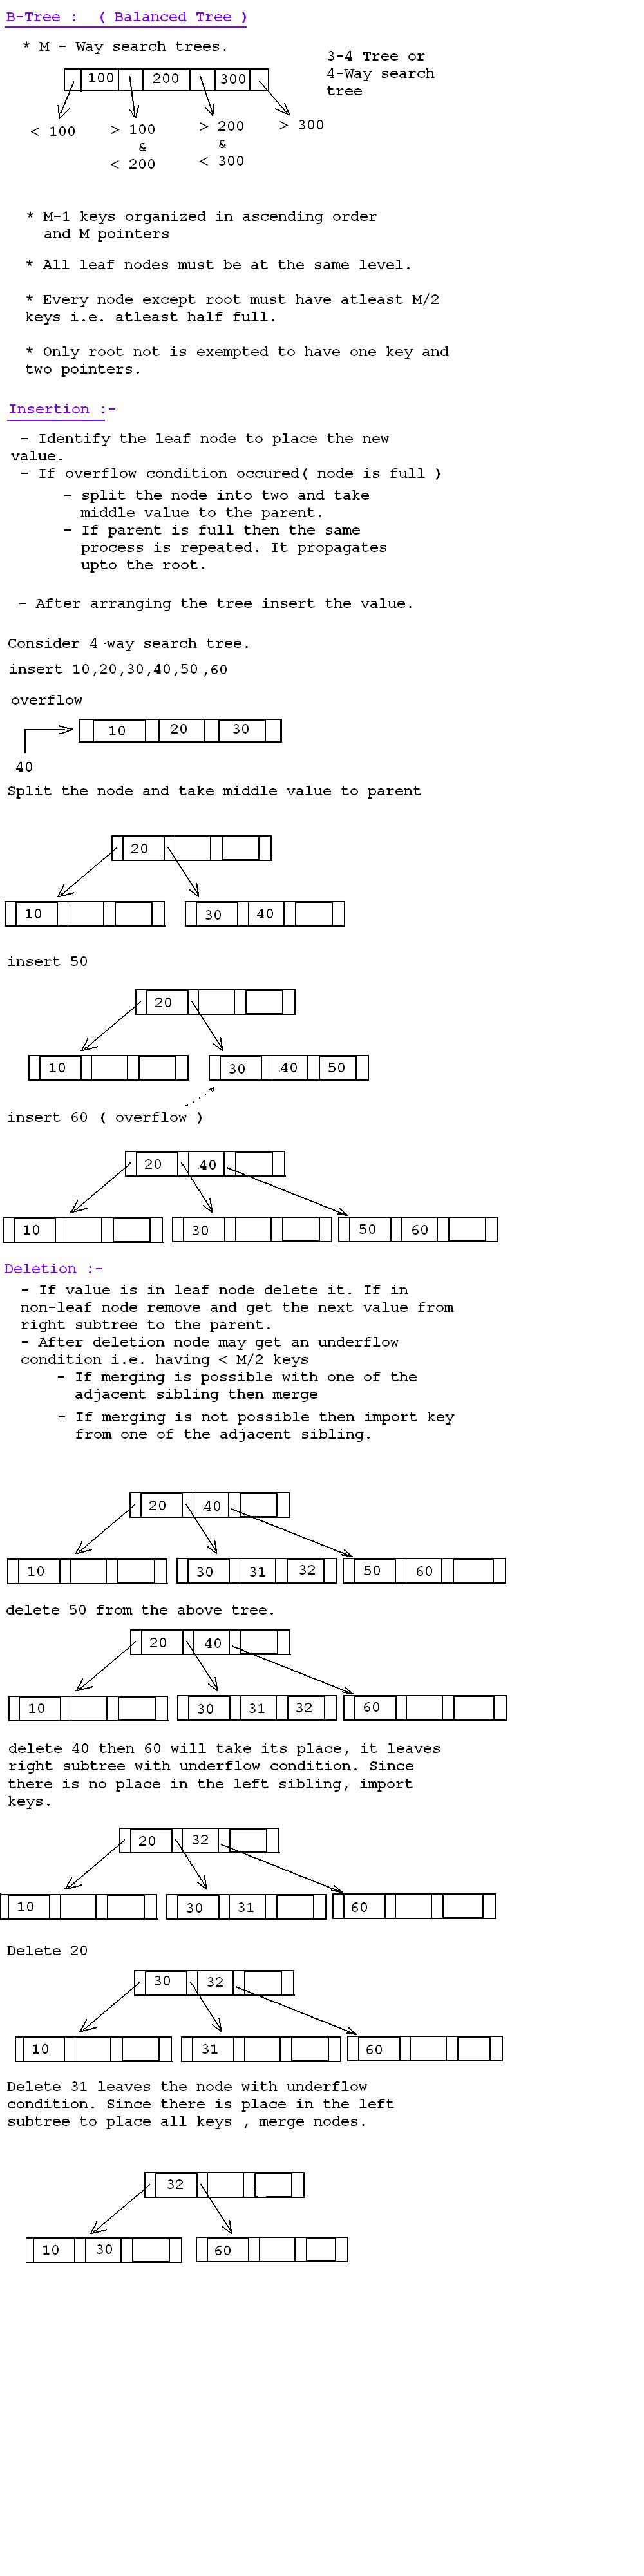 B-Tree :  ( Balanced Tree )
* M - Way search trees.
3-4 Tree or
4-Way search
tree
100 200 300
< 100
> 100
&
< 200
> 200
&
< 300
> 300
* M-1 keys organized in ascending order
and M pointers
* All leaf nodes must be at the same level.
* Every node except root must have atleast M/2
keys i.e. atleast half full.
* Only root not is exempted to have one key and
two pointers.
Insertion :-
- Identify the leaf node to place the new
value.
- If overflow condition occured( node is full )
- split the node into two and take
middle value to the parent.
- If parent is full then the same
process is repeated. It propagates
upto the root.
- After arranging the tree insert the value.
Consider 4-way search tree.
insert 10,20,30,40,50,60
overflow
10 20 30
40
Split the node and take middle value to parent
20
10 30 40
insert 50
20
10 30 40 50
insert 60 ( overflow )
20 40
10 30 50 60
Deletion :-
- If value is in leaf node delete it. If in
non-leaf node remove and get the next value from
right subtree to the parent.
- After deletion node may get an underflow
condition i.e. having < M/2 keys
- If merging is possible with one of the
adjacent sibling then merge
- If merging is not possible then import key
from one of the adjacent sibling.
20 40
10 30 31 32 50 60
delete 50 from the above tree.
20 40
10 30 31 32 60
delete 40 then 60 will take its place, it leaves
right subtree with underflow condition. Since
there is no place in the left sibling, import
keys.
20 32
10 30 31 60
Delete 20
30 32
10 31 60
Delete 31 leaves the node with underflow
condition. Since there is place in the left
subtree to place all keys , merge nodes.
32
10 30 60